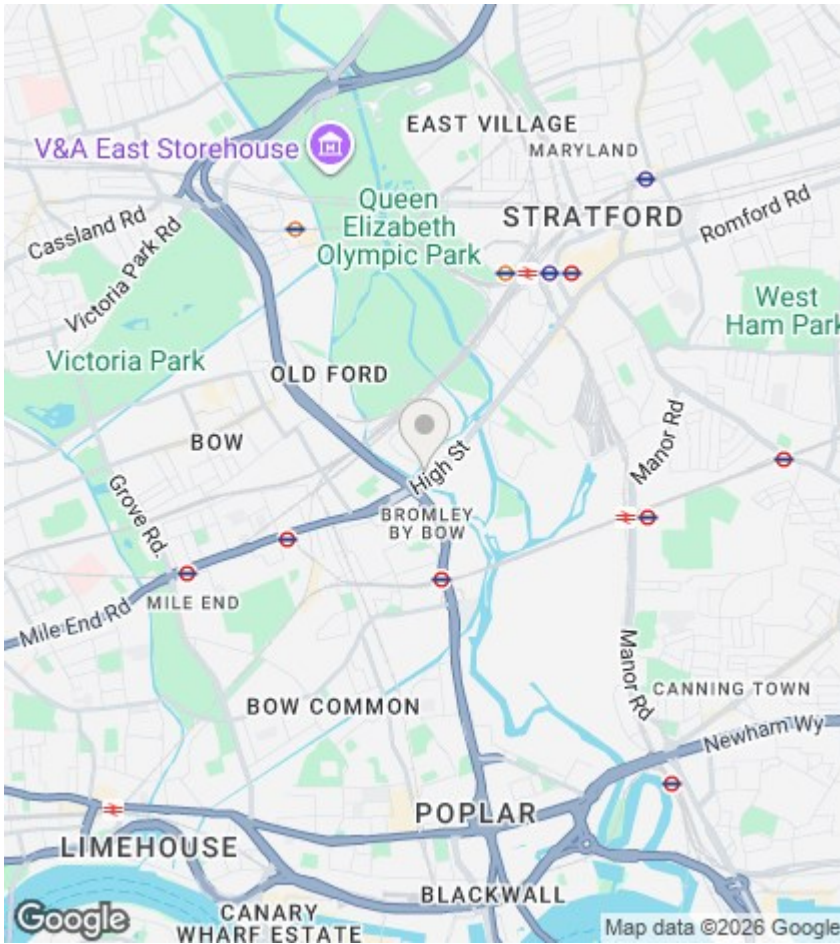 EAST VILLAGE
V&A East Storehouse
MARYLAND
Queen
Elizabeth
Olympic Park
STRATFORD
Romford Rd
Cassland Rd
Victoria Park Rd
West
Ham Park
Victoria Park
OLD FORD
BOW
Manor Rd
High St
Grove Rd.
BROMLEY
BY BOW
MILE END
Mile End Rd
Manor Rd
BOW COMMON
CANNING TOWN
Newham Wy
POPLAR
LIMEHOUSE
BLACKWALL
CANARY
WHARF ESTATE
Google
Map data ©2026 Google